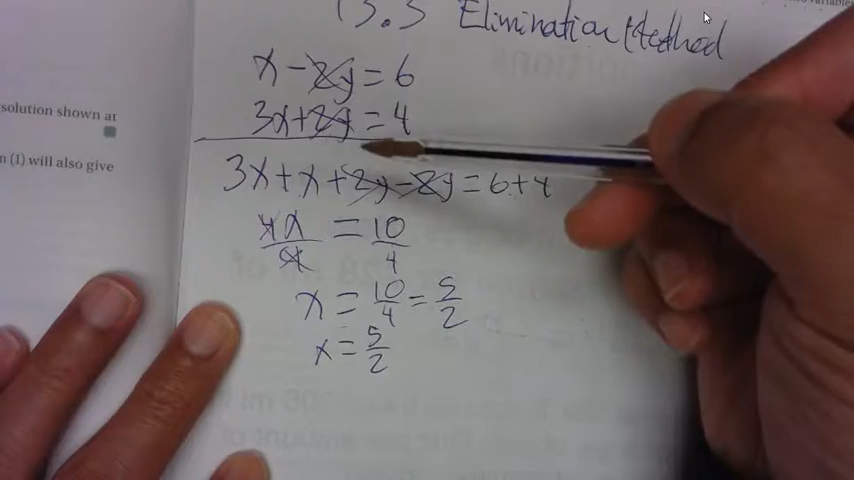 13.3 Elimination Method
x - 2y = 6
solution shown at
3x + 2y = 4
n (1) will also give
3x + x + 2y - 2y = 6 + 4
4x/4 = 10/4
x = 10/4 = 5/2
x = 5/2